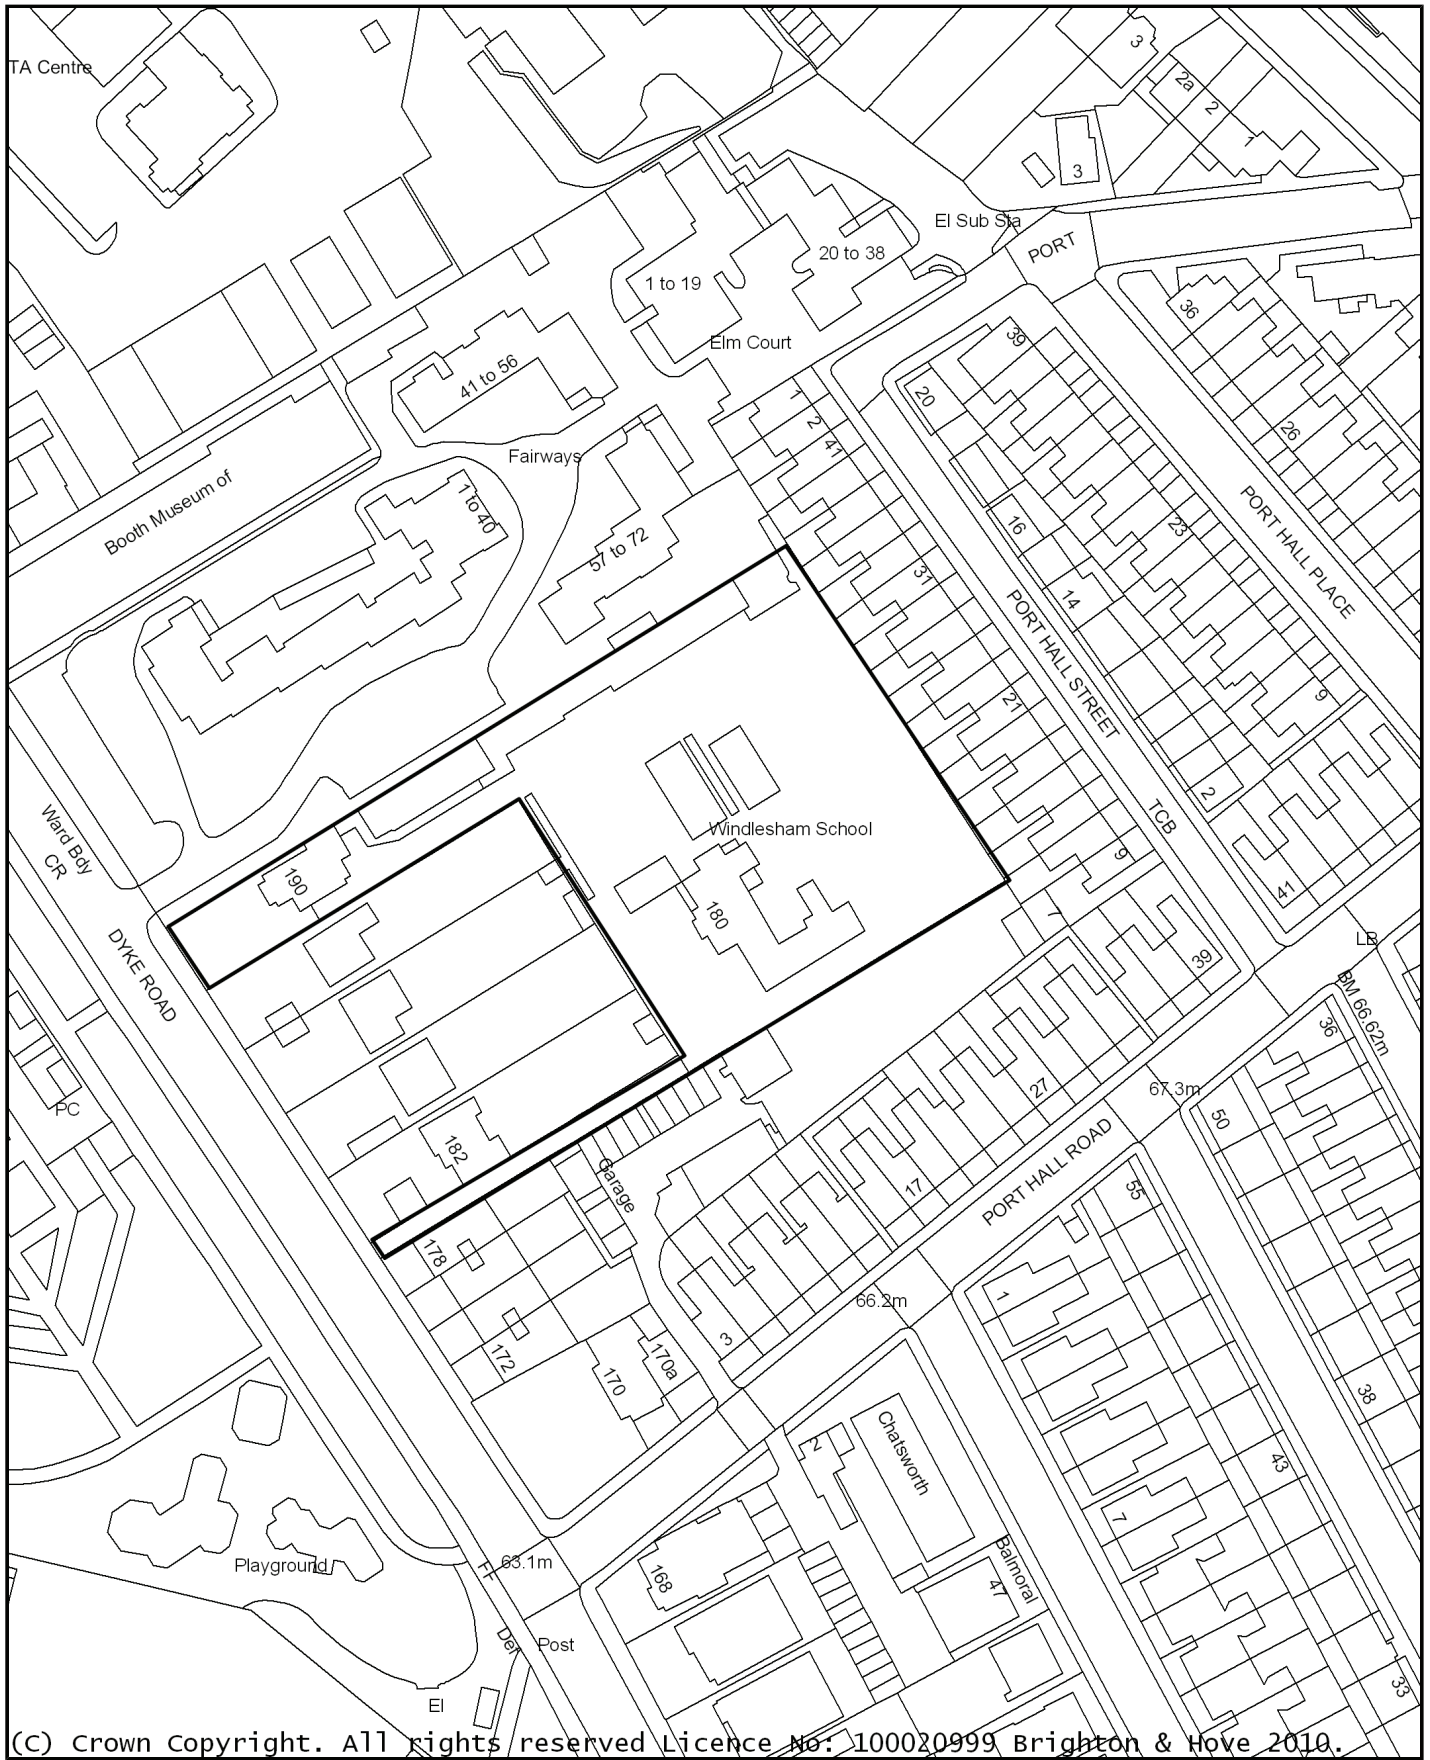 TA Centre
3
2a
2
1
3
El Sub Sta
PORT
20 to 38
1 to 19
36
Elm Court
39
41 to 56
20
1
2
41
26
Fairways
Booth Museum of
1 to 40
16
23
PORT HALL PLACE
57 to 72
31
14
PORT HALL STREET
9
21
2
TCB
Ward Bdy
CR
Windlesham School
9
190
41
180
7
DYKE ROAD
LB
39
BM 66.62m
36
27
67.3m
PC
50
182
PORT HALL ROAD
Garage
17
55
178
66.2m
1
3
172
170
170a
38
Chatsworth
2
43
7
63.1m
FF
Playground
168
Balmoral
47
Def
Post
33
El
(C) Crown Copyright. All rights reserved Licence No: 100020999 Brighton & Hove 2010.